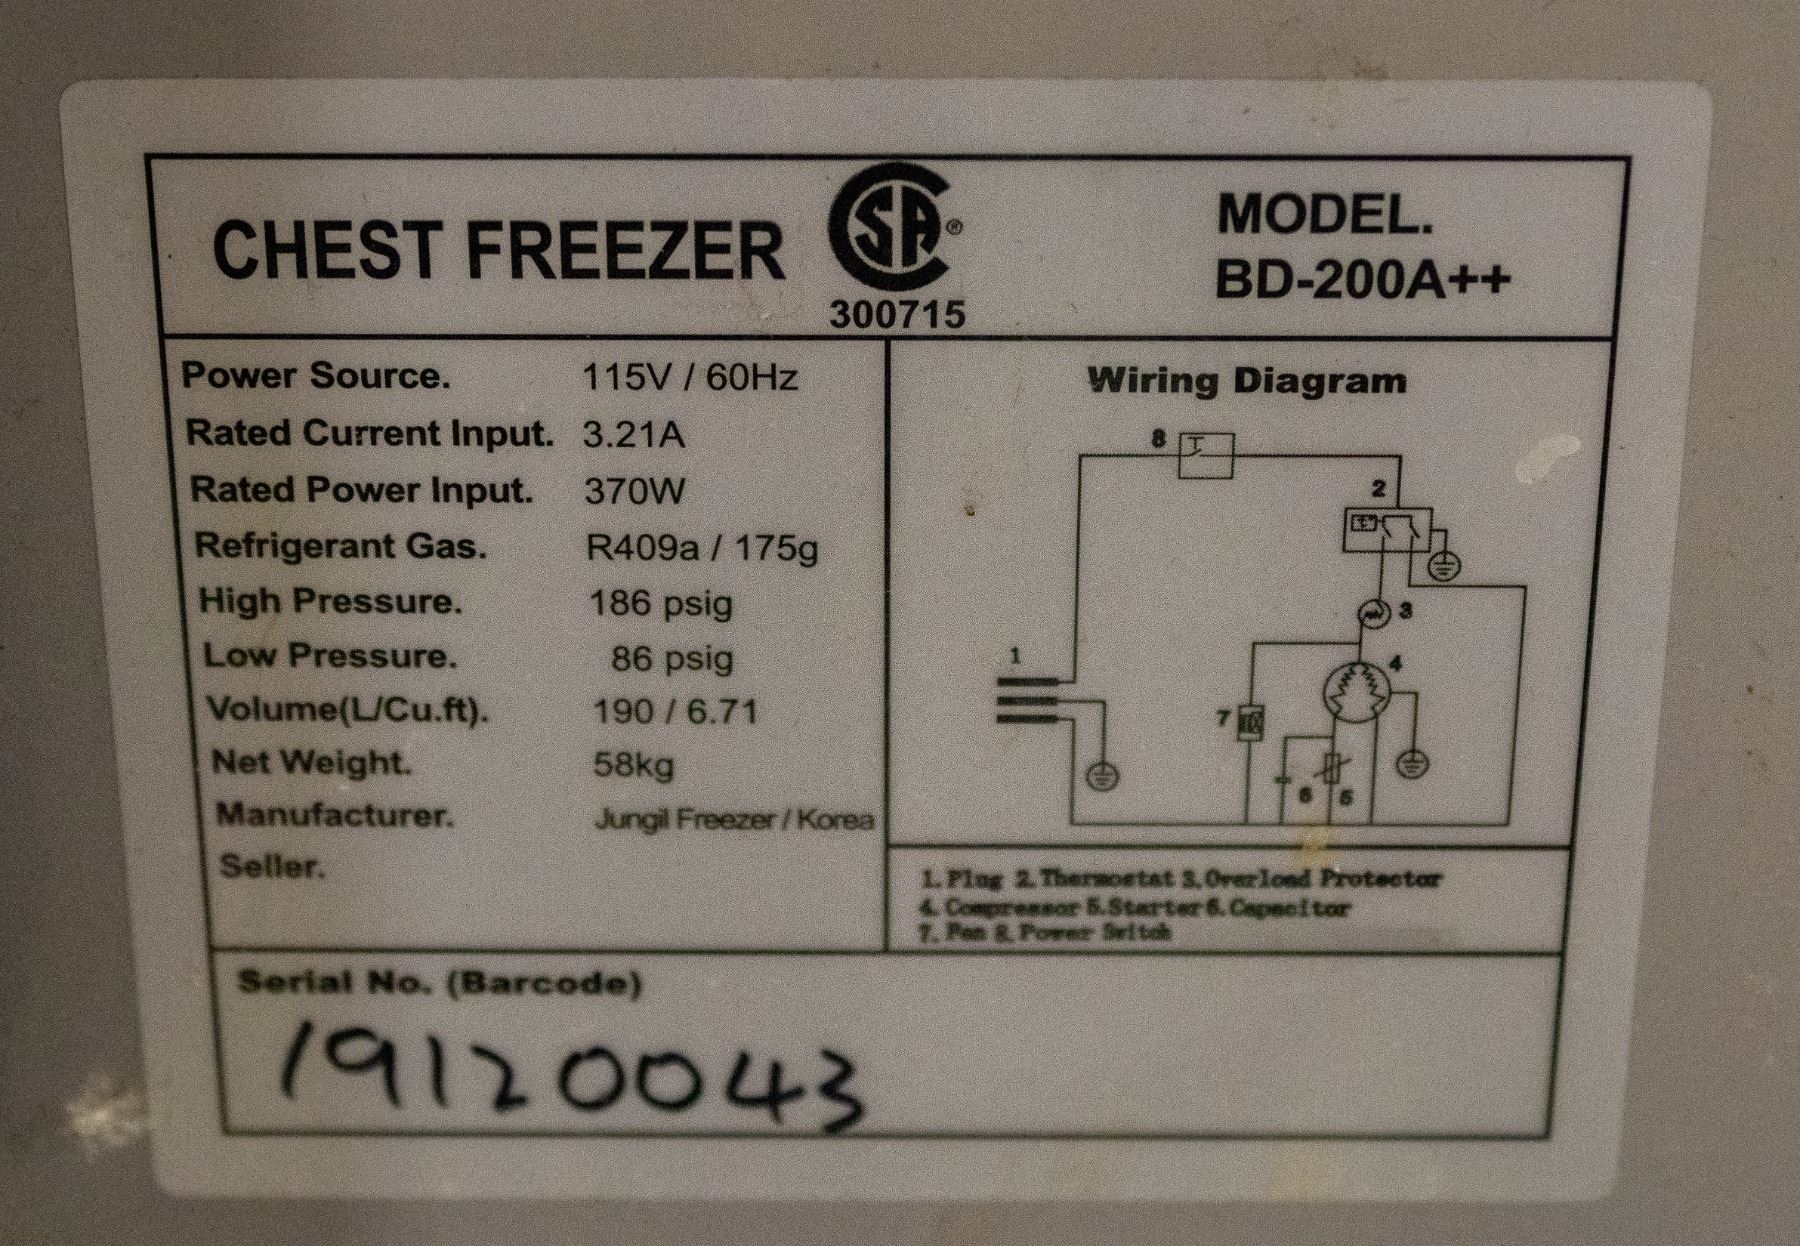 CHEST FREEZER
SA ®
300715
MODEL.
BD-200A++
Power Source. 115V / 60Hz
Rated Current Input. 3.21A
Rated Power Input. 370W
Refrigerant Gas. R409a / 175g
High Pressure. 186 psig
Low Pressure. 86 psig
Volume(L/Cu.ft). 190 / 6.71
Net Weight. 58kg
Manufacturer. Jungil Freezer / Korea
Seller.
Wiring Diagram
8
2
3
1
4
7
6 5
1. Plug 2. Thermostat 3. Overload Protector
4. Compressor 5. Starter 6. Capacitor
7. Fan 8. Power Switch
Serial No. (Barcode)
19120043